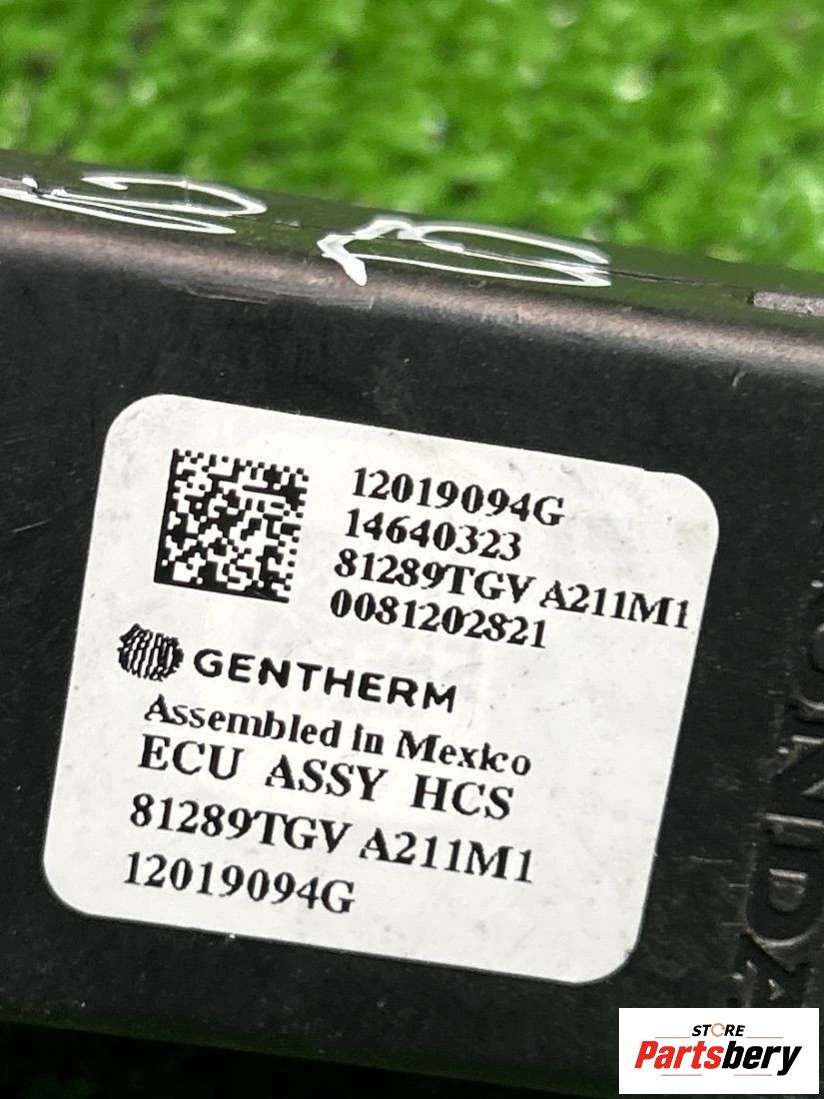 12019094G
14640323
81289TGV A211M1
0081202821
GENTHERM
Assembled in Mexico
ECU ASSY HCS
81289TGV A211M1
12019094G
STORE
Partsbery